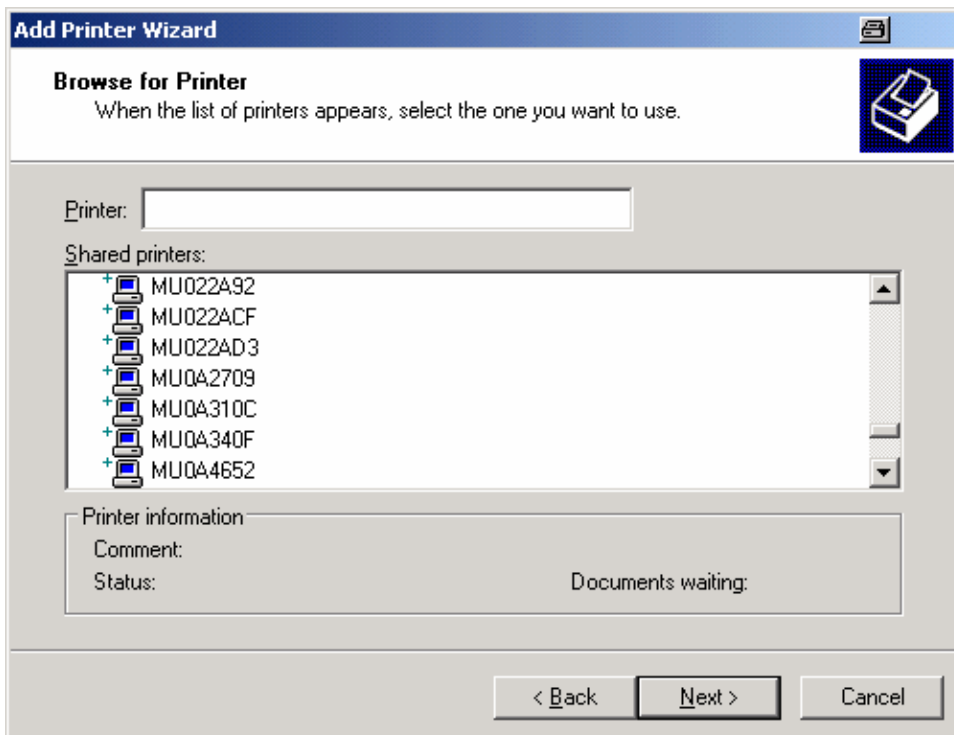 Add Printer Wizard
Browse for Printer
When the list of printers appears, select the one you want to use.
Printer:
Shared printers:
MU022A92
MU022ACF
MU022AD3
MU0A2709
MU0A310C
MU0A340F
MU0A4652
Printer information
Comment:
Status: Documents waiting:
< Back Next > Cancel